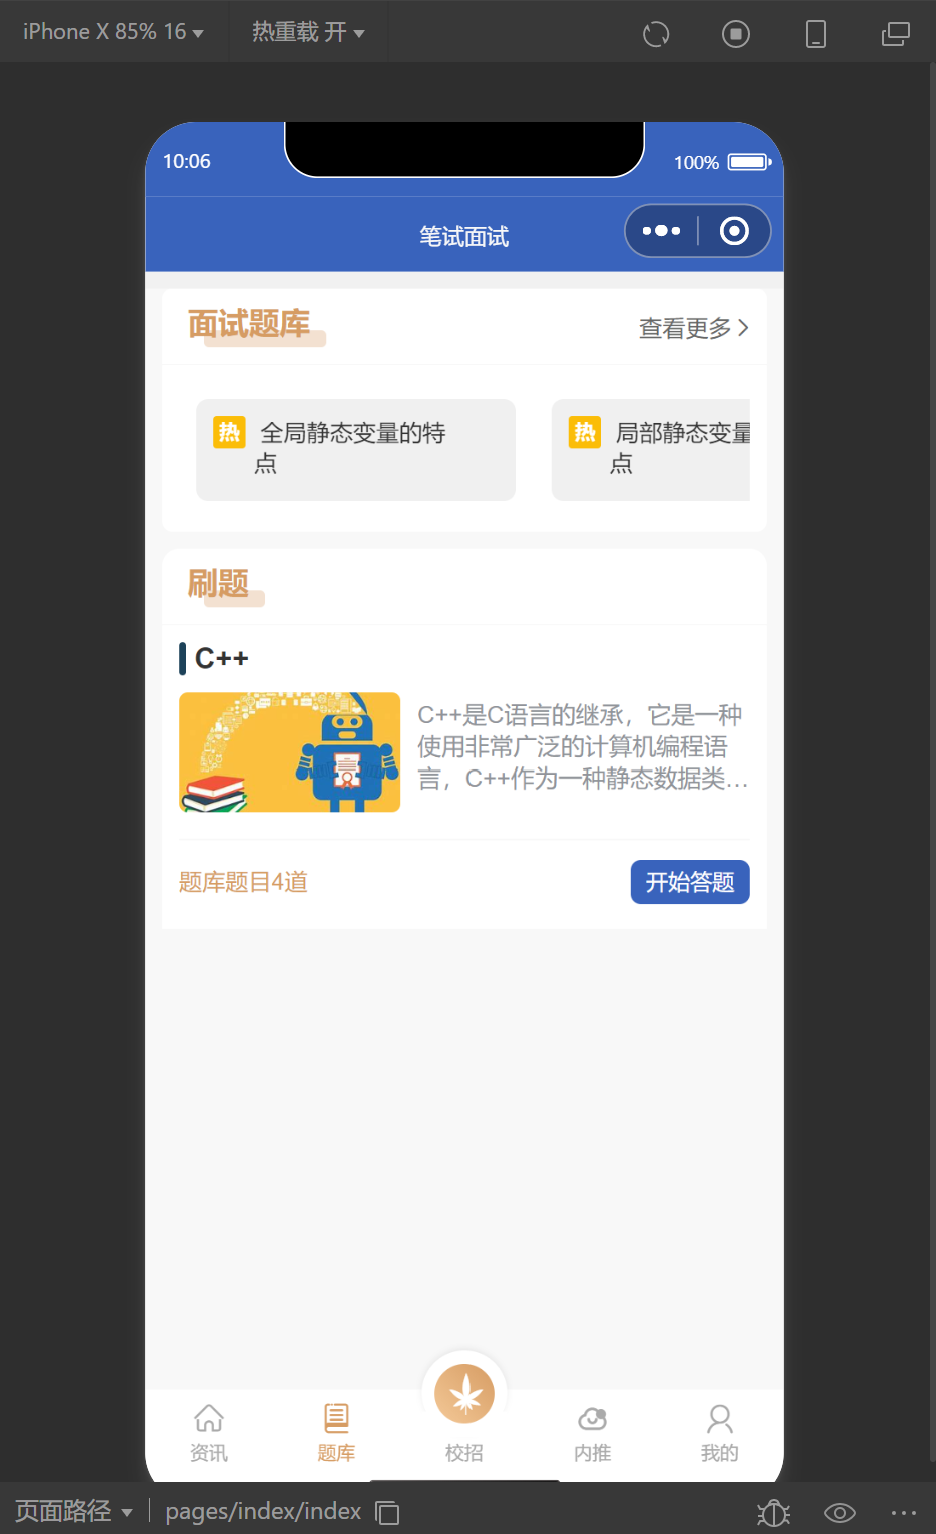 iPhone X 85% 16
热重载 开
10:06
100%
笔试面试
面试题库
查看更多
热 全局静态变量的特
点
热 局部静态变量
点
刷题
C++
C++是C语言的继承，它是一种
使用非常广泛的计算机编程语
言，C++作为一种静态数据类...
题库题目4道
开始答题
资讯
题库
校招
内推
我的
页面路径
pages/index/index